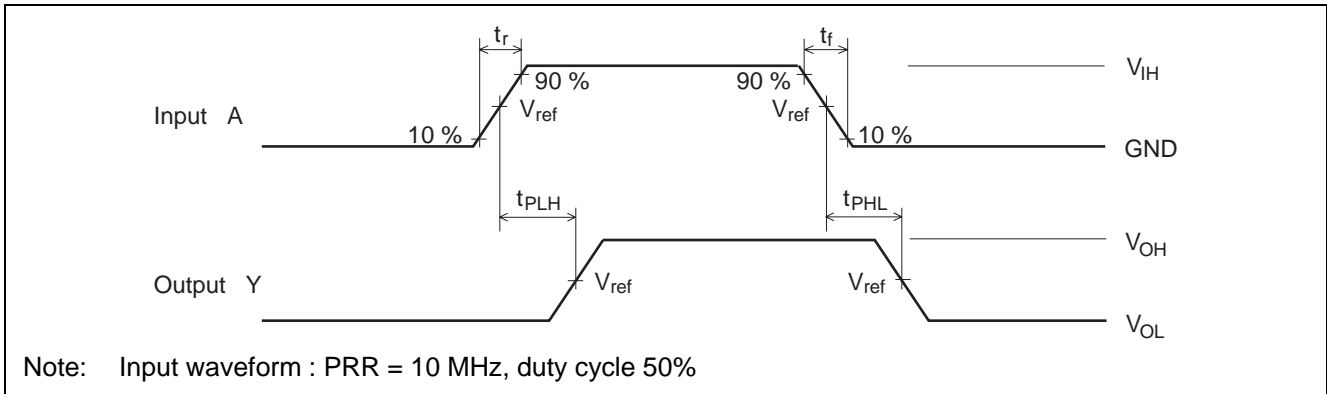 tr
tf
90 %
90 %
VIH
Input A
Vref
Vref
10 %
10 %
GND
tPLH
tPHL
VOH
Output Y
Vref
Vref
VOL
Note: Input waveform : PRR = 10 MHz, duty cycle 50%